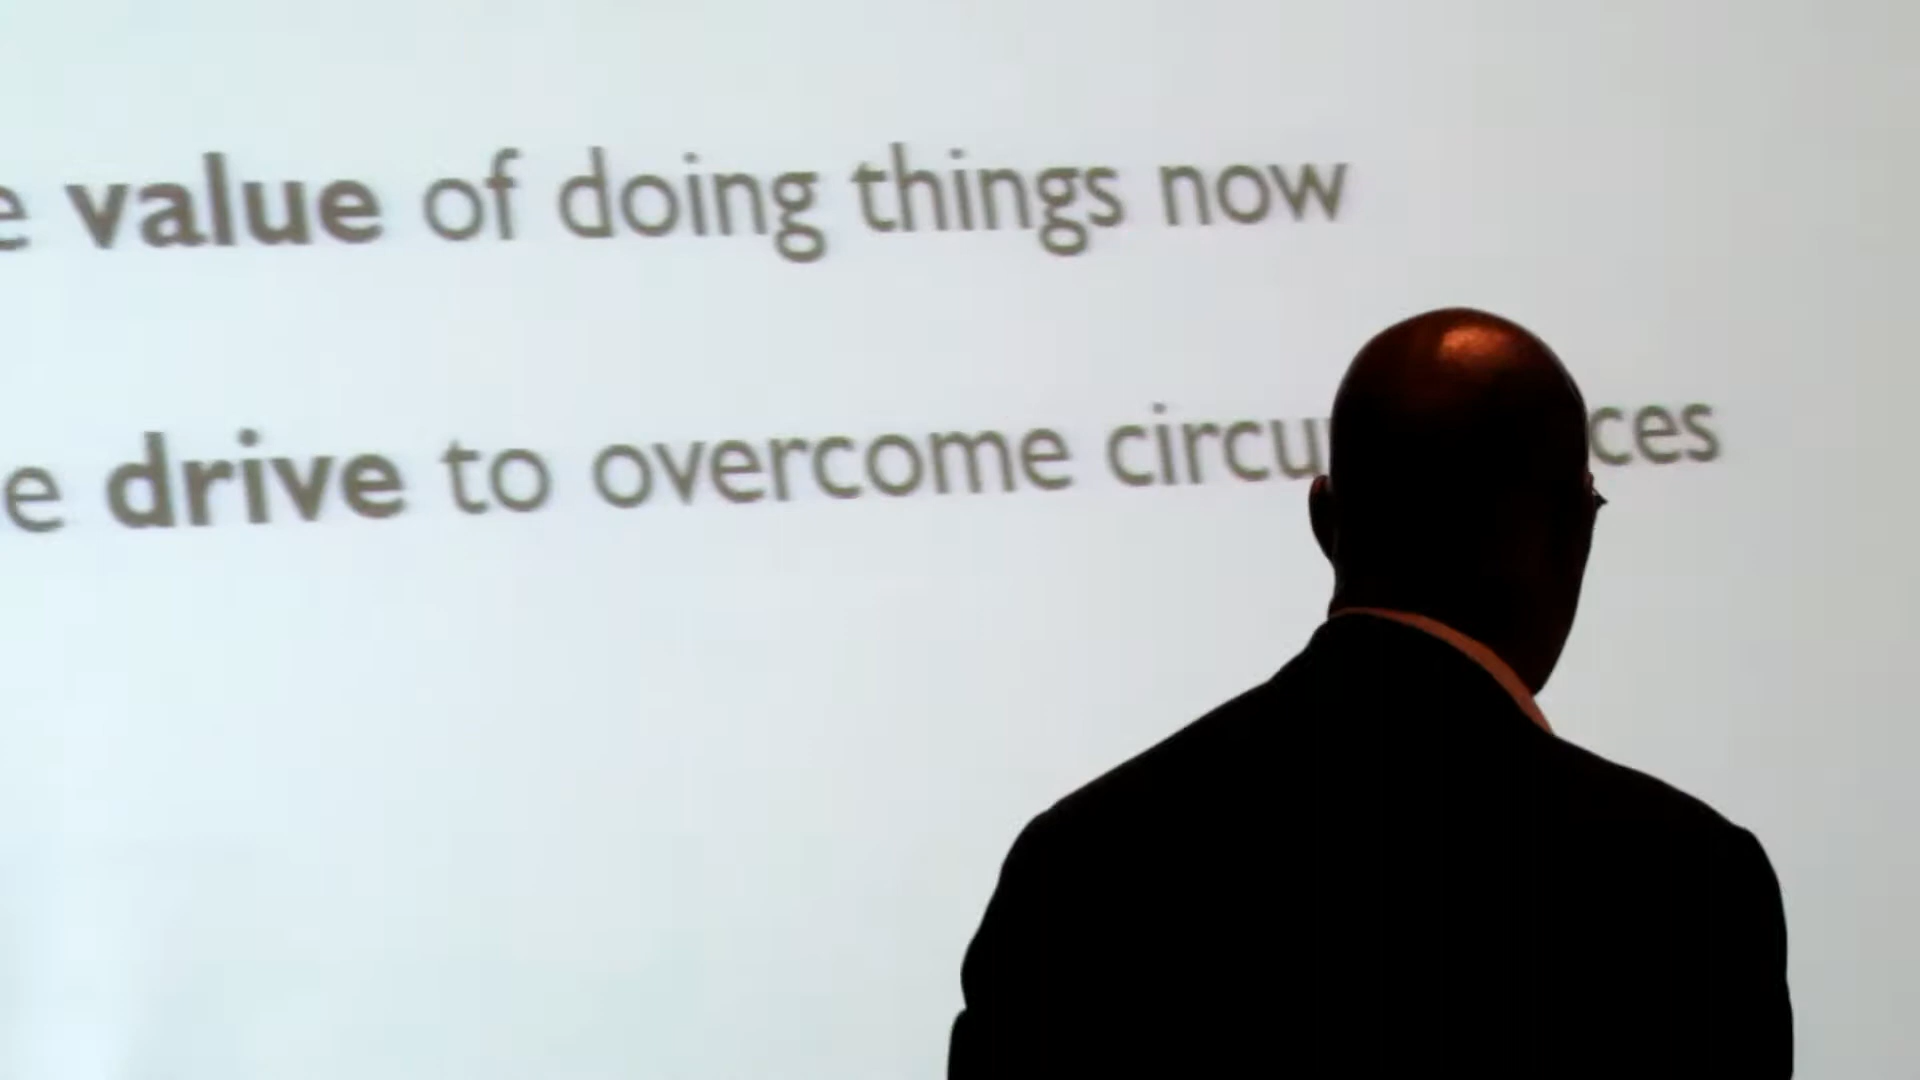 e value of doing things now
e drive to overcome circu ces